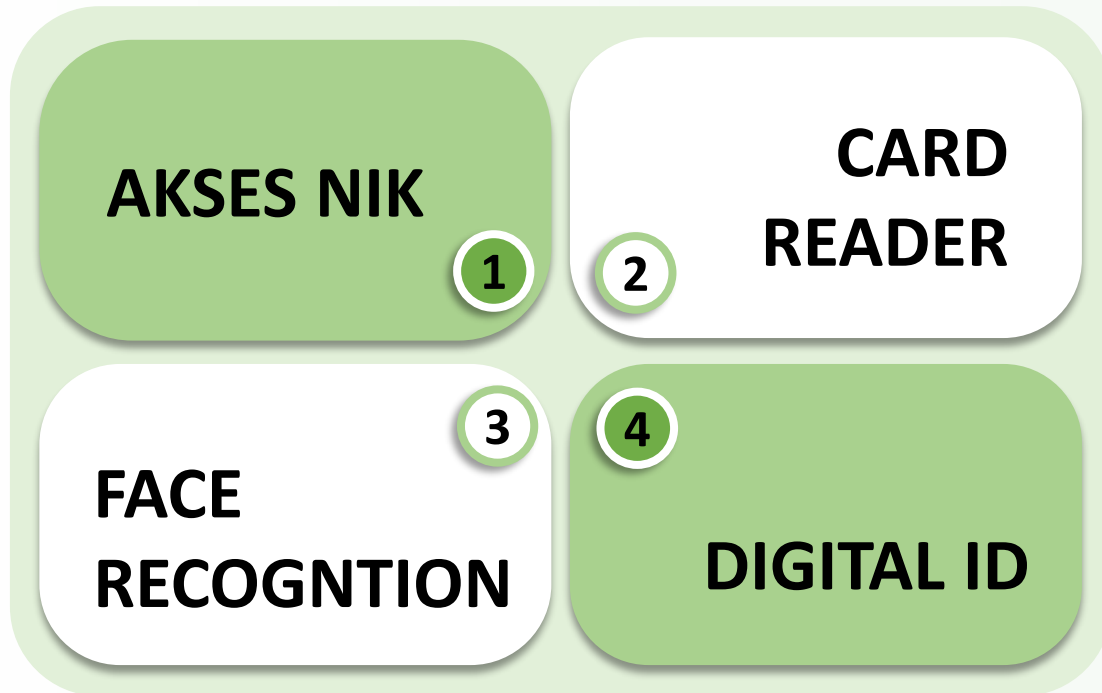 AKSES NIK
1
CARD
READER
2
3
FACE
RECOGNTION
4
DIGITAL ID